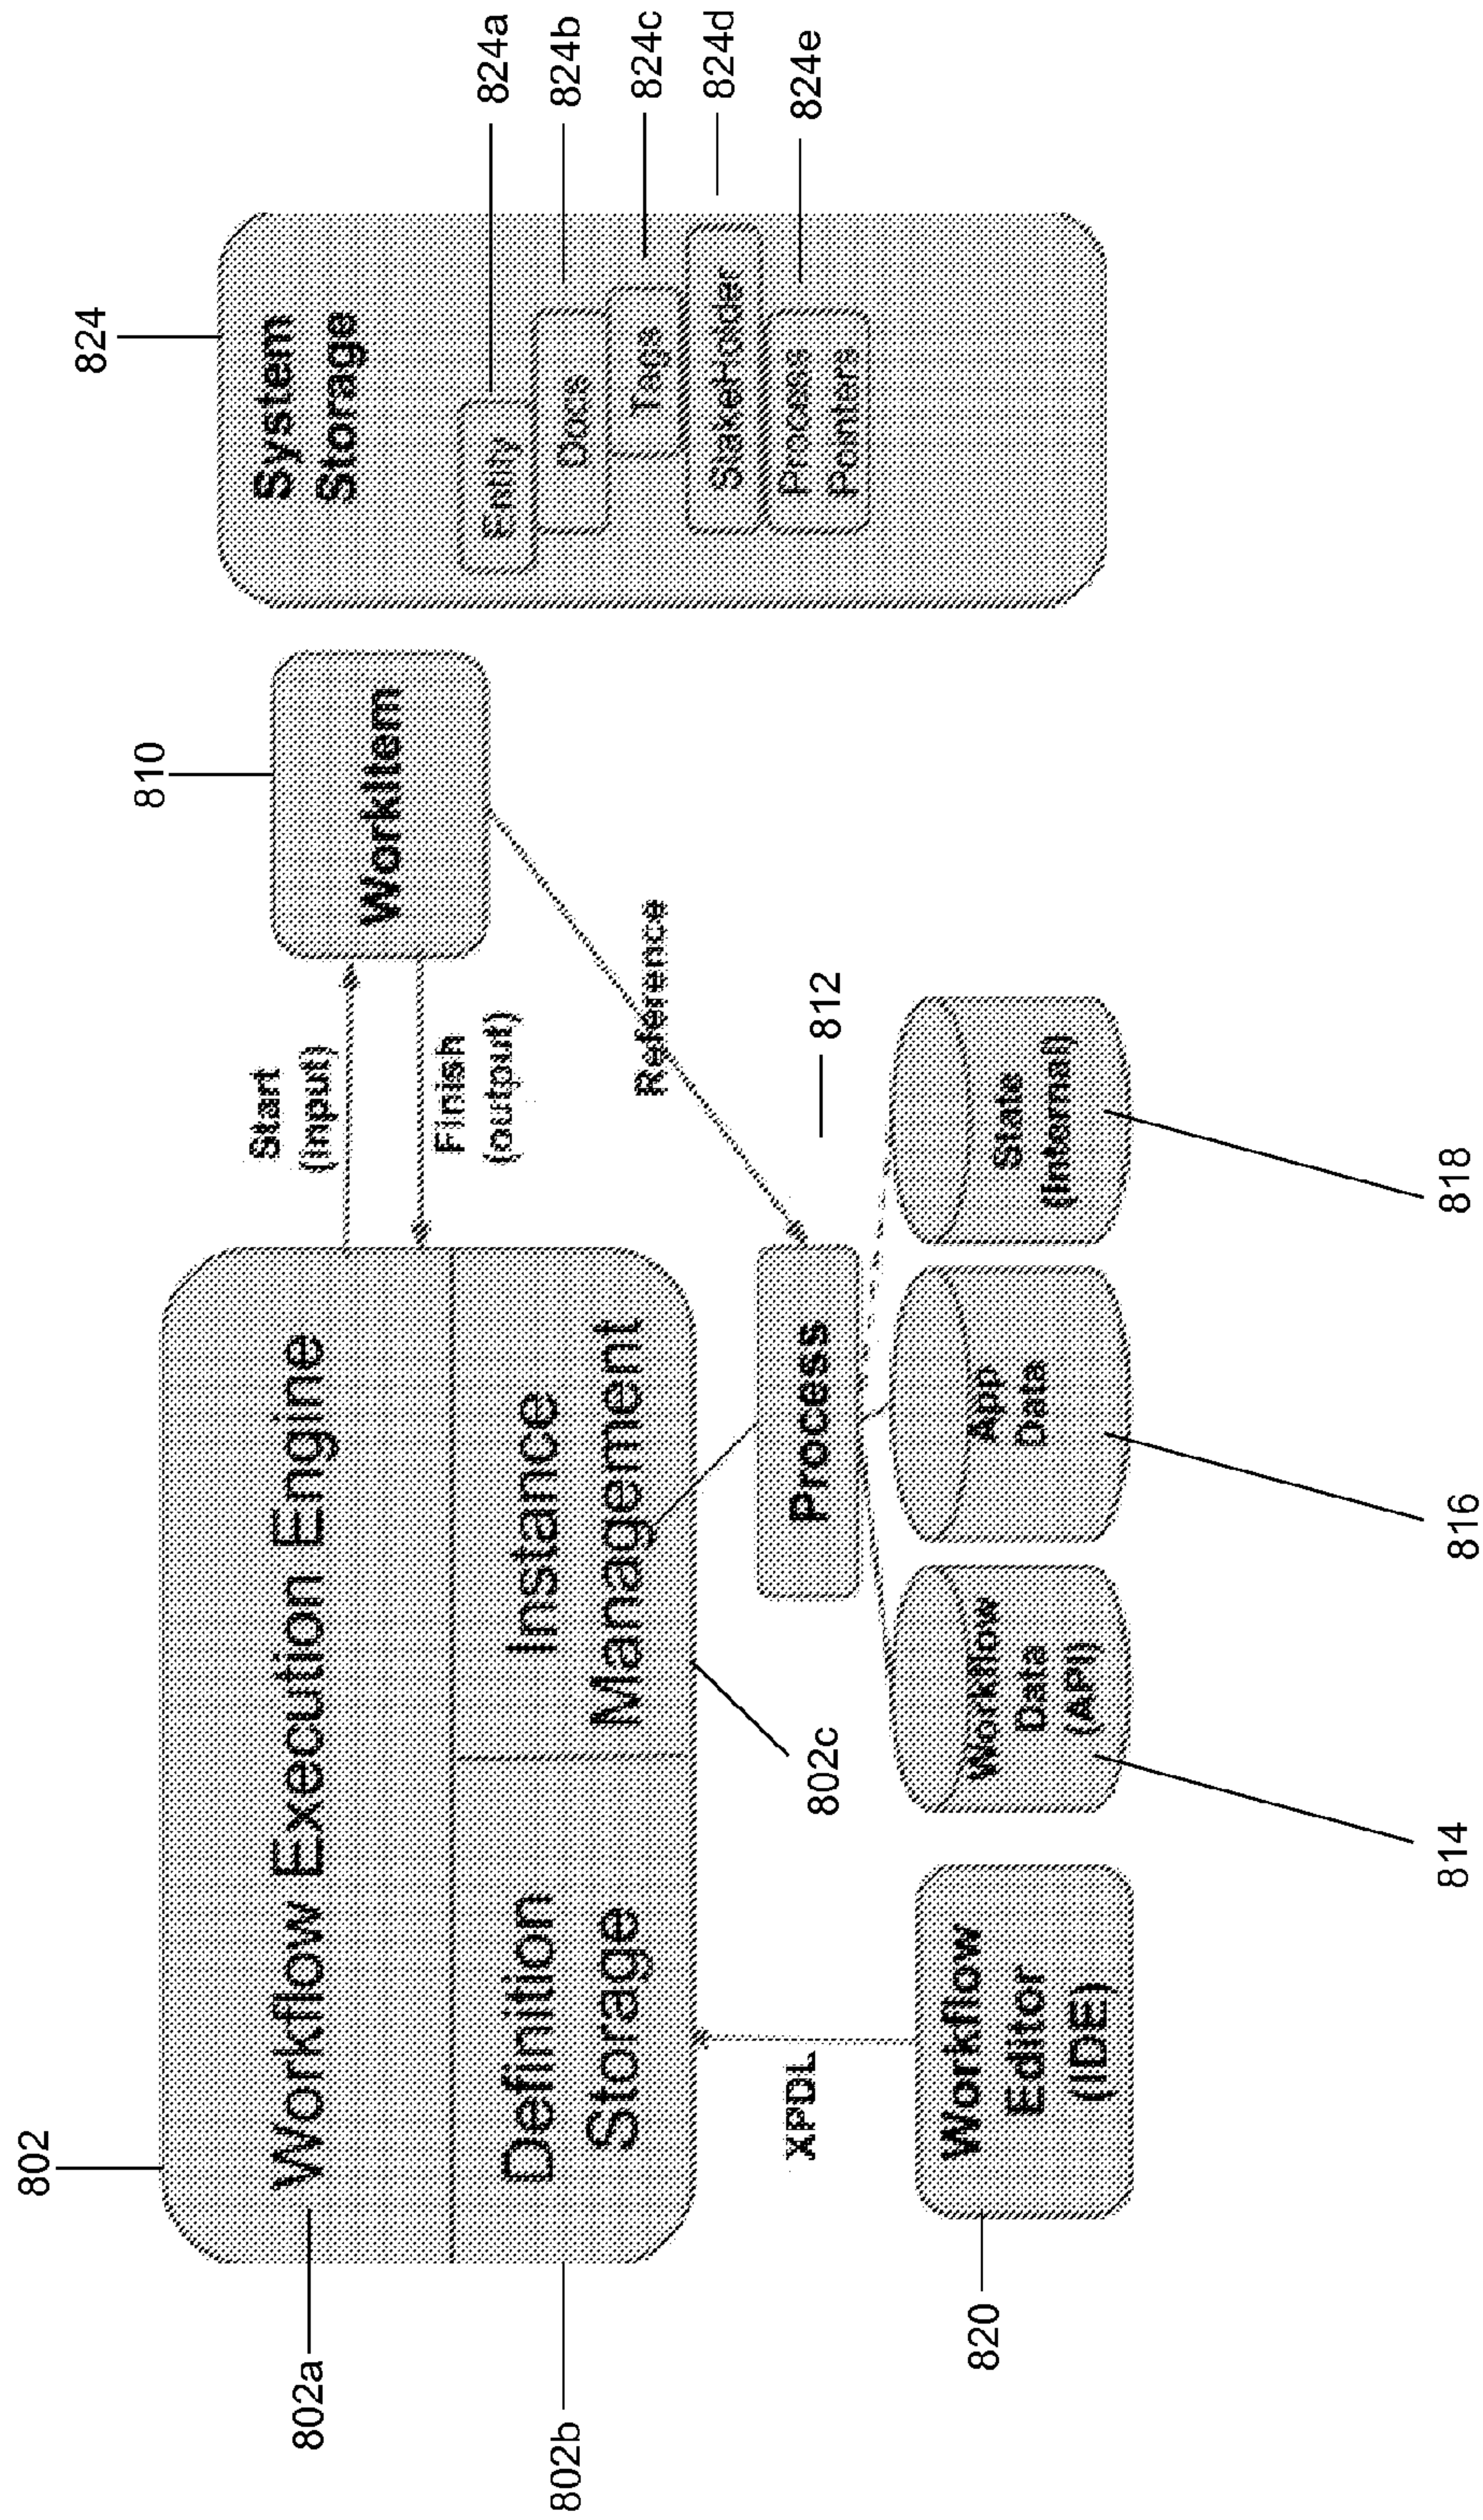 802
802a
Workflow Execution Engine
802b
Definition
Storage
Instance
Management
802c
Start
(input)
Finish
(output)
810
WorkItem
Reference
824
System
Storage
Entity
824a
Docs
824b
Tags
824c
StakeHolder
824d
Process
Pointers
824e
XPDL
820
Workflow
Editor
(IDE)
Process
812
Workflow
Data
(API)
814
App
Data
816
State
(Internal)
818